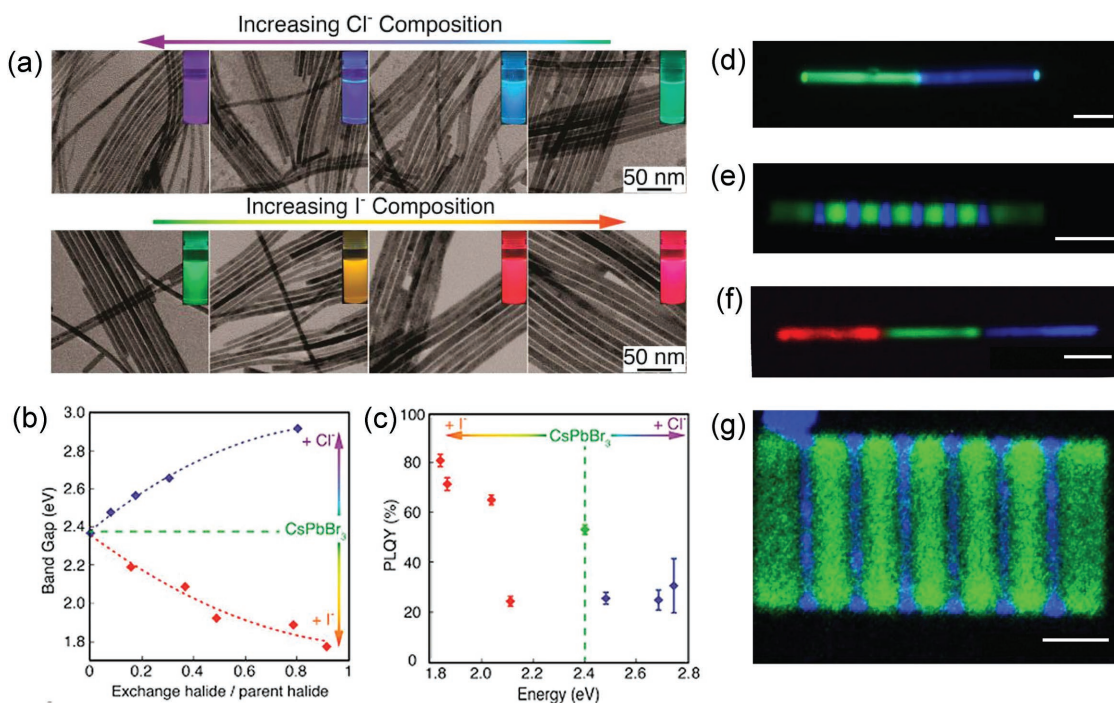 Increasing Cl⁻ Composition
(a)
50 nm
Increasing I⁻ Composition
50 nm
(b)
3.0
2.8
2.6
2.4
2.2
2.0
1.8
Band Gap (eV)
+ Cl⁻
CsPbBr₃
+ I⁻
0 0.2 0.4 0.6 0.8 1
Exchange halide / parent halide
(c)
100
80
60
40
20
0
PLQY (%)
+ I⁻ CsPbBr₃ + Cl⁻
2.0 2.2 2.4 2.6 2.8
Energy (eV)
(d)
(e)
(f)
(g)